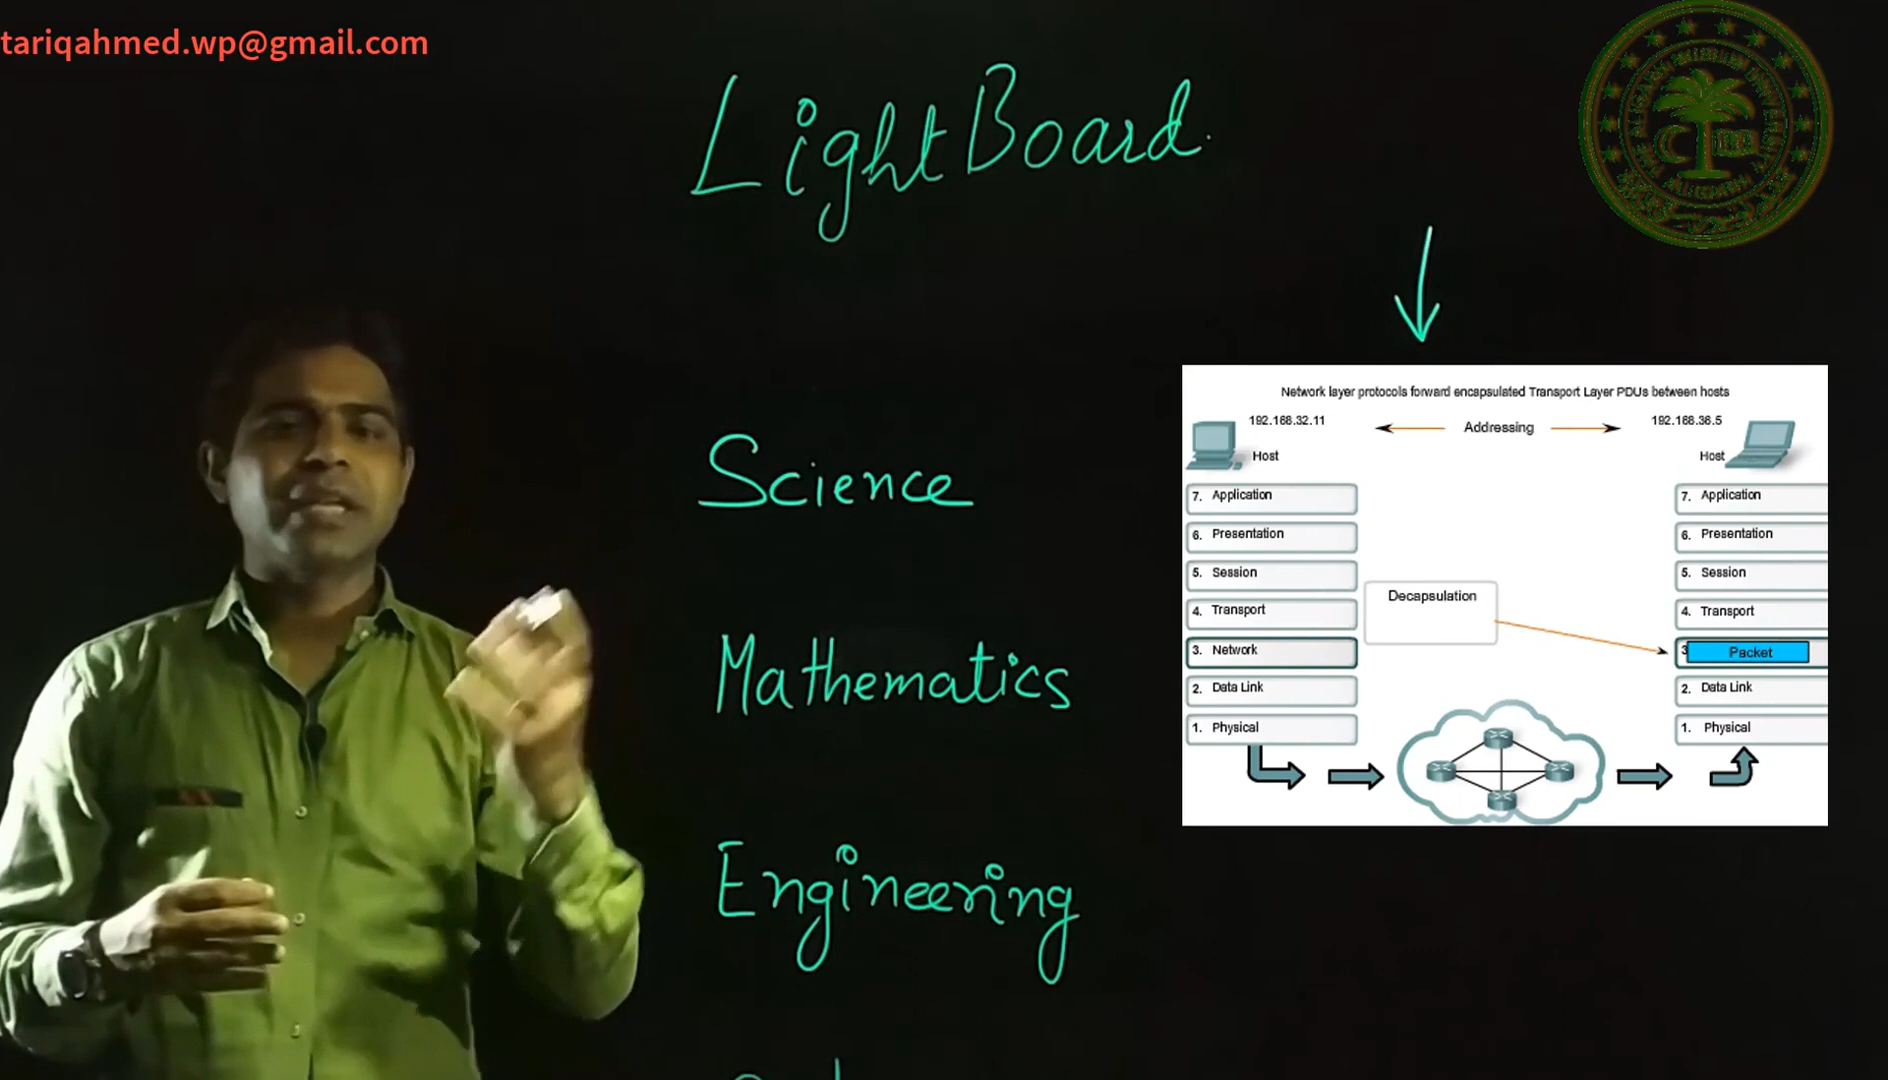 tariqahmed.wp@gmail.com
LightBoard
Science
Mathematics
Engineering
Network layer protocols forward encapsulated Transport Layer PDUs between hosts
192.168.32.11
Addressing
192.168.36.5
Host
Host
7. Application
7. Application
6. Presentation
6. Presentation
5. Session
5. Session
4. Transport
4. Transport
Decapsulation
3. Network
3 Packet
2. Data Link
2. Data Link
1. Physical
1. Physical